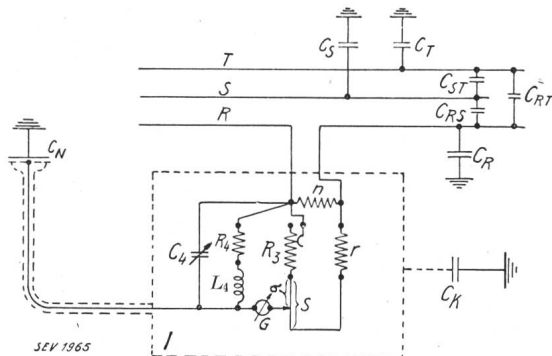 C_S
C_T
T
S
R
C_ST
C_RS
C_RT
C_R
C_N
n
C_4
R_4
R_3
r
L_4
a
S
G
C_K
I
SEV 1965